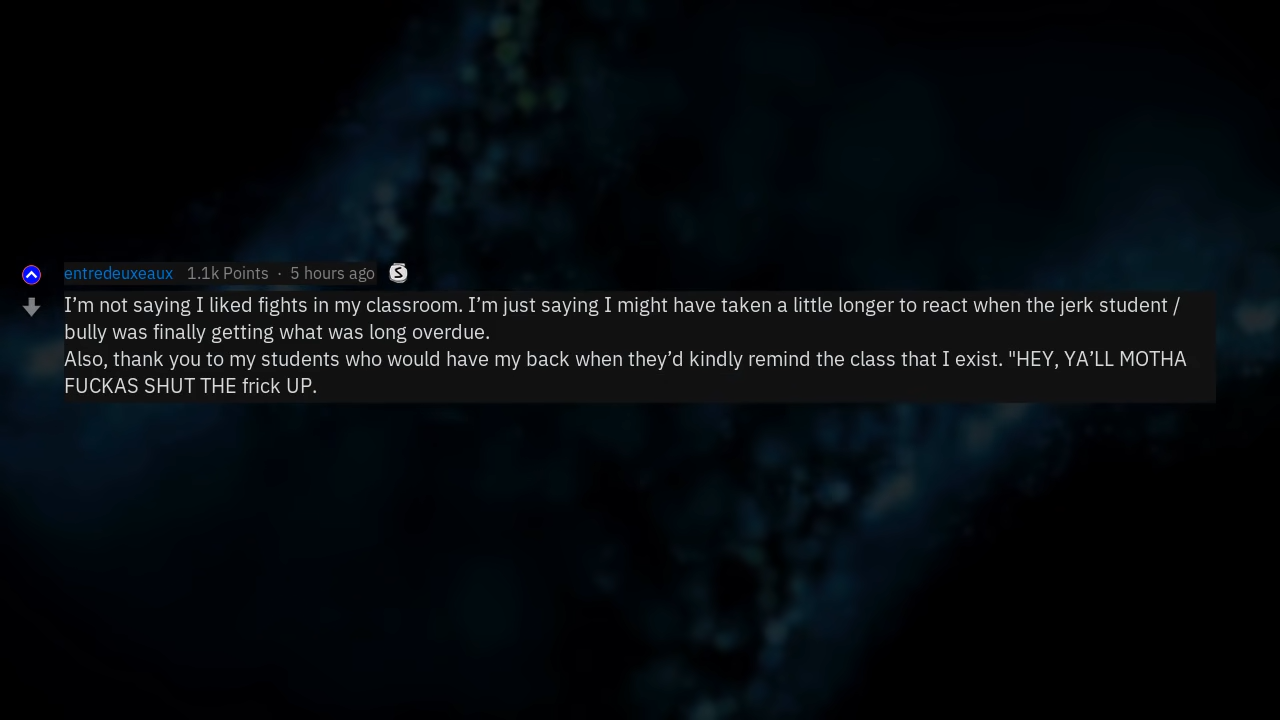 entredeuxeaux 1.1k Points · 5 hours ago
I’m not saying I liked fights in my classroom. I’m just saying I might have taken a little longer to react when the jerk student /
bully was finally getting what was long overdue.
Also, thank you to my students who would have my back when they’d kindly remind the class that I exist. "HEY, YA’LL MOTHA
FUCKAS SHUT THE frick UP.